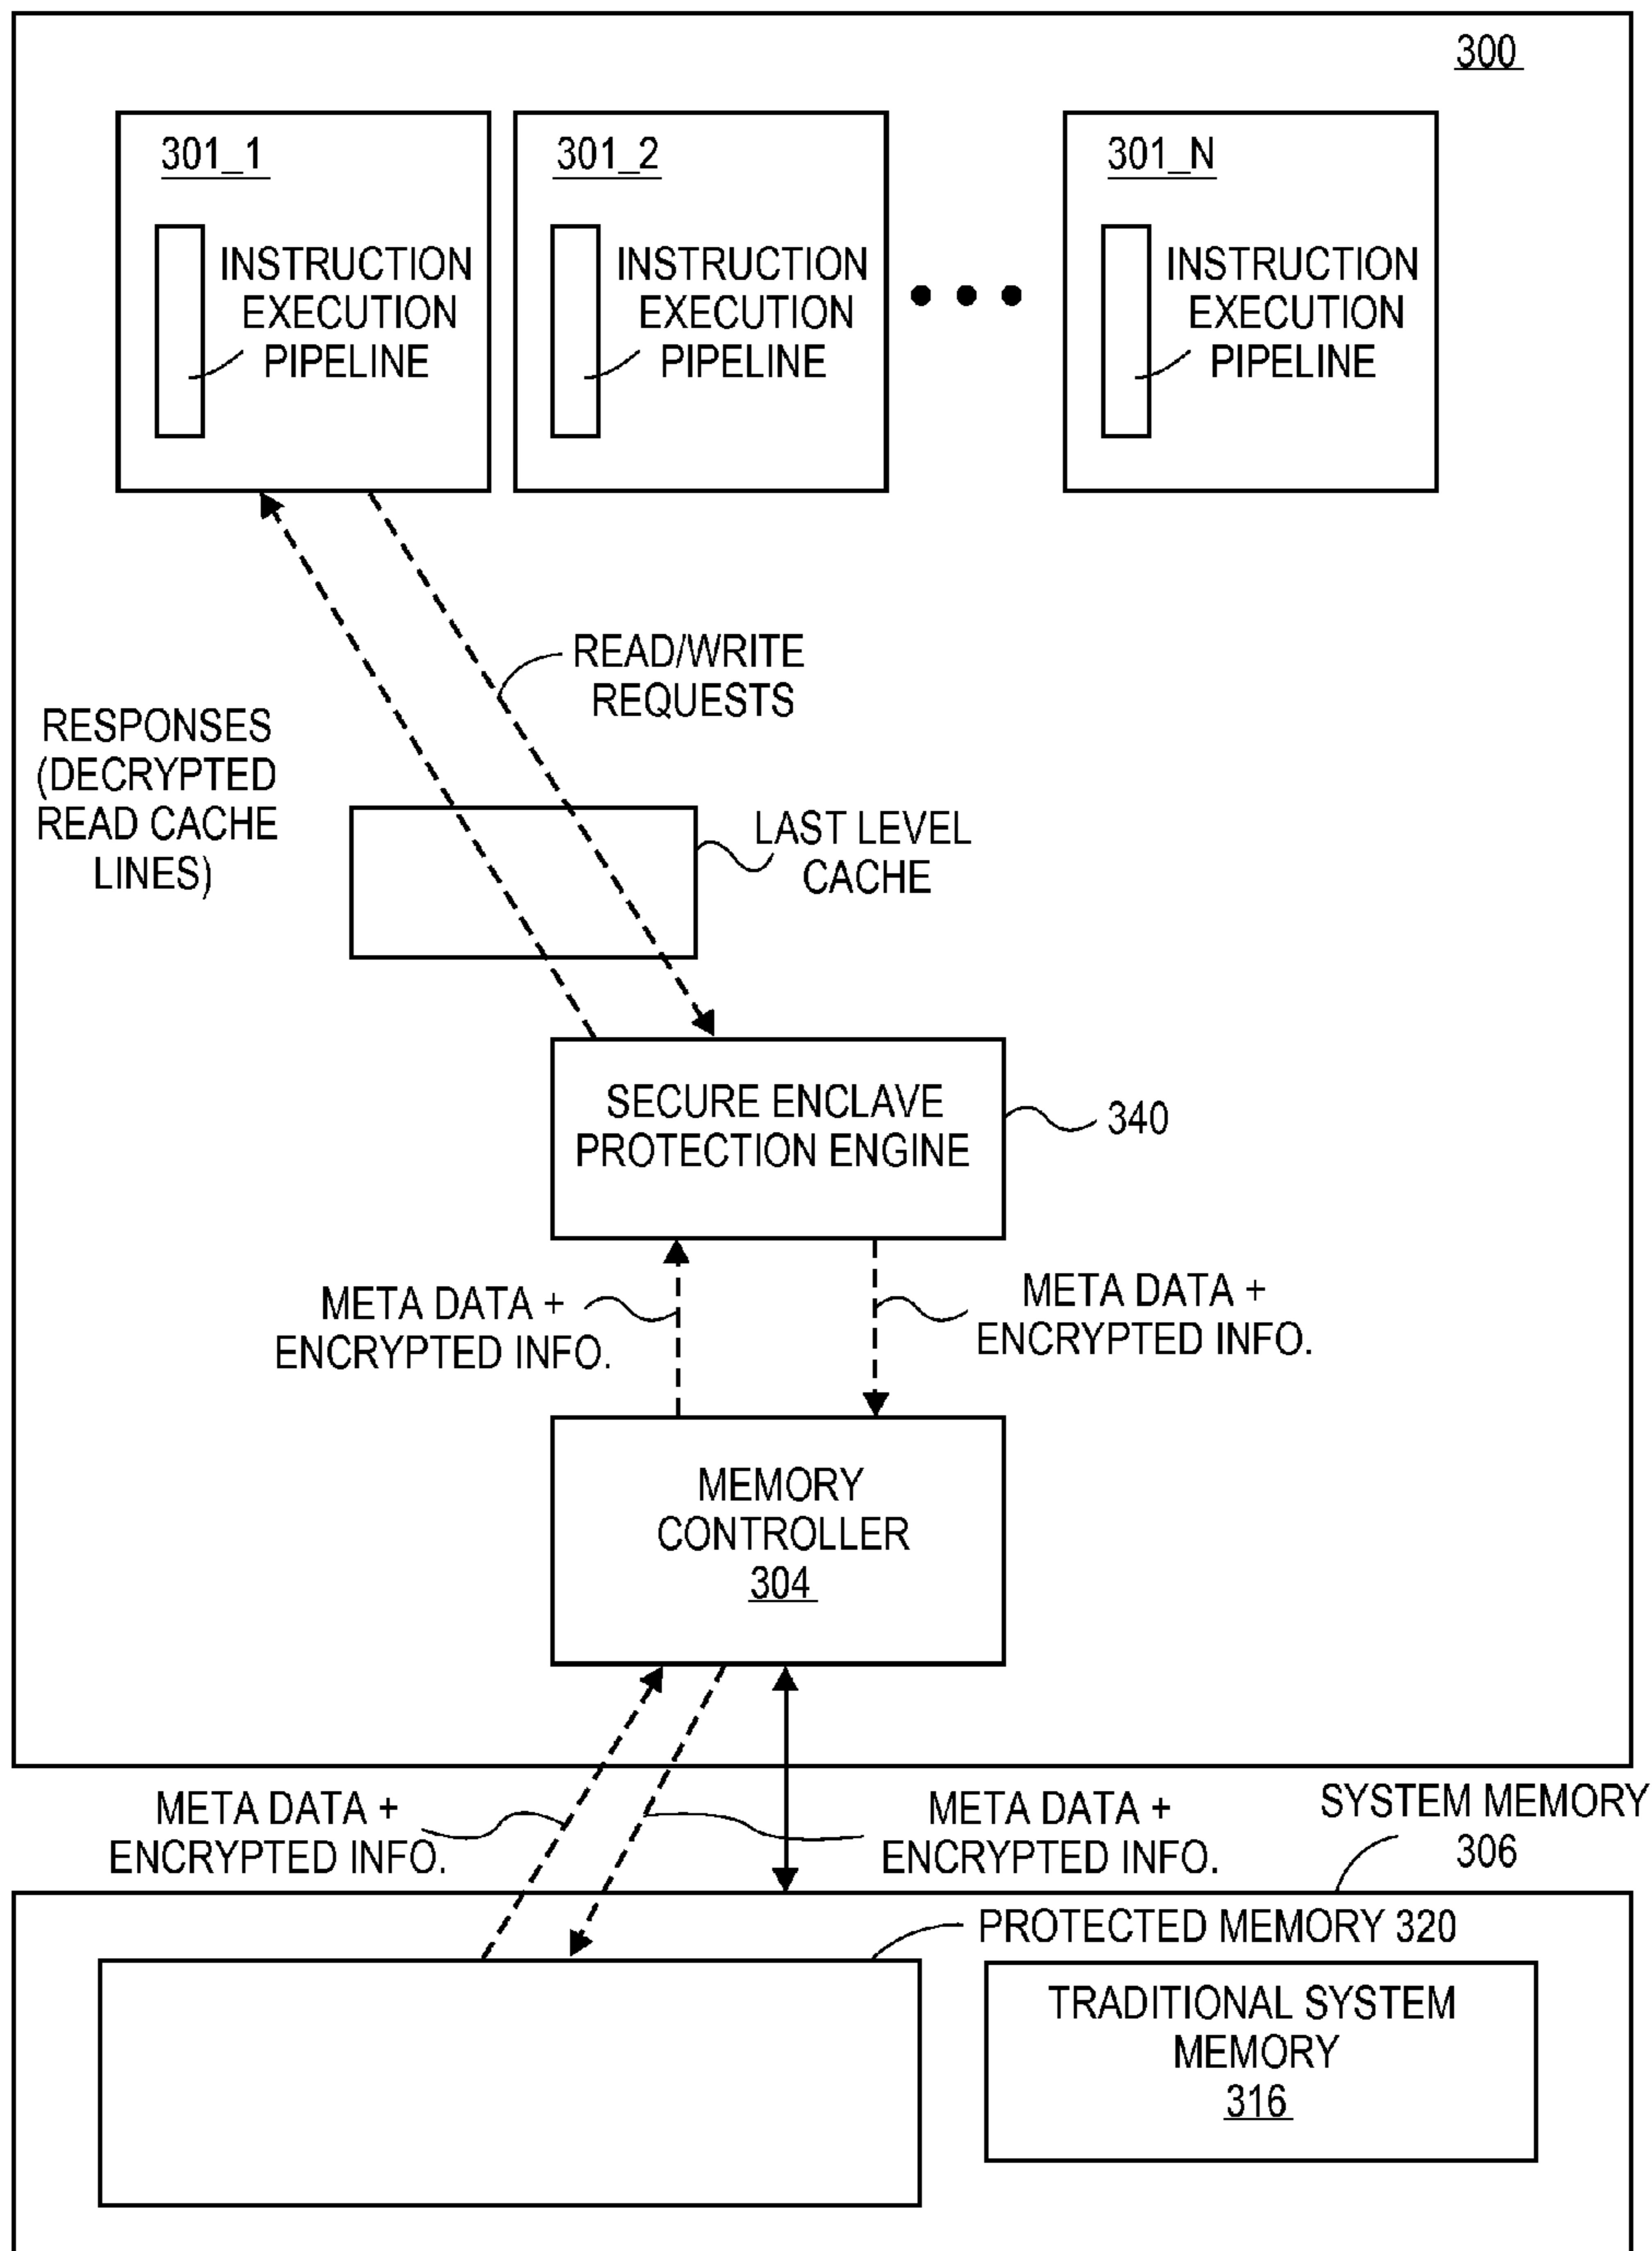 300
301_1
INSTRUCTION
EXECUTION
PIPELINE
301_2
INSTRUCTION
EXECUTION
PIPELINE
301_N
INSTRUCTION
EXECUTION
PIPELINE
READ/WRITE
REQUESTS
RESPONSES
(DECRYPTED
READ CACHE
LINES)
LAST LEVEL
CACHE
SECURE ENCLAVE
PROTECTION ENGINE
340
META DATA +
ENCRYPTED INFO.
META DATA +
ENCRYPTED INFO.
MEMORY
CONTROLLER
304
META DATA +
ENCRYPTED INFO.
META DATA +
ENCRYPTED INFO.
SYSTEM MEMORY
306
PROTECTED MEMORY 320
TRADITIONAL SYSTEM
MEMORY
316